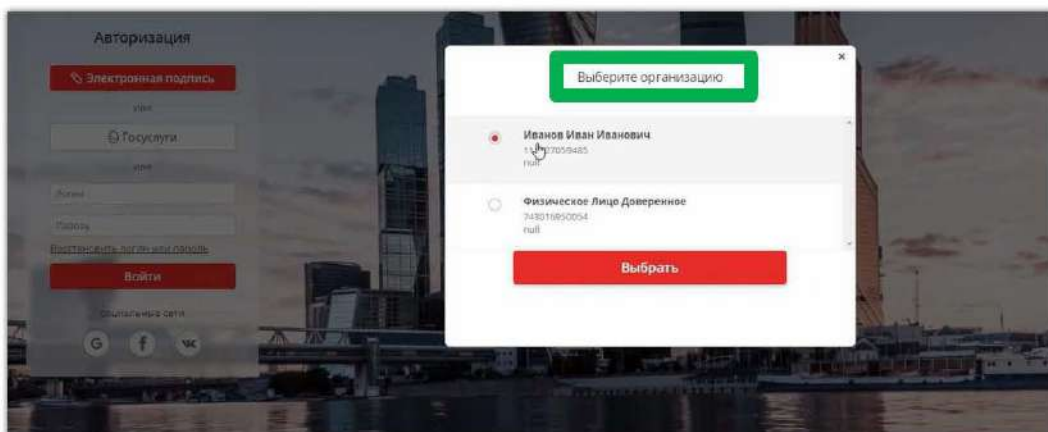 Авторизация
Электронная подпись
или
Госуслуги
или
Логин
Пароль
Восстановить логин или пароль
Войти
Социальные сети
G f
Выберите организацию
×
Иванов Иван Иванович
null
Физическое Лицо Доверенное
743016950054
null
Выбрать